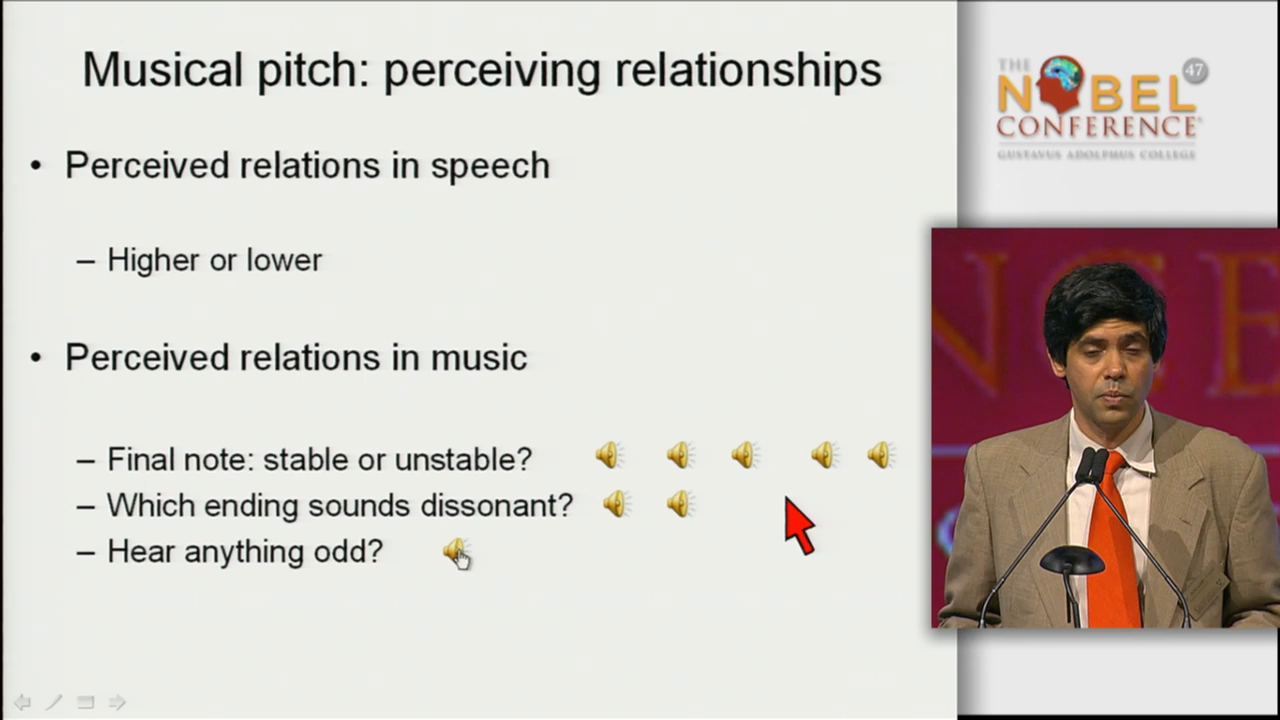 Musical pitch: perceiving relationships
• Perceived relations in speech
– Higher or lower
• Perceived relations in music
– Final note: stable or unstable?
– Which ending sounds dissonant?
– Hear anything odd?
THE
NOBEL 47
CONFERENCE
GUSTAVUS ADOLPHUS COLLEGE
NCE